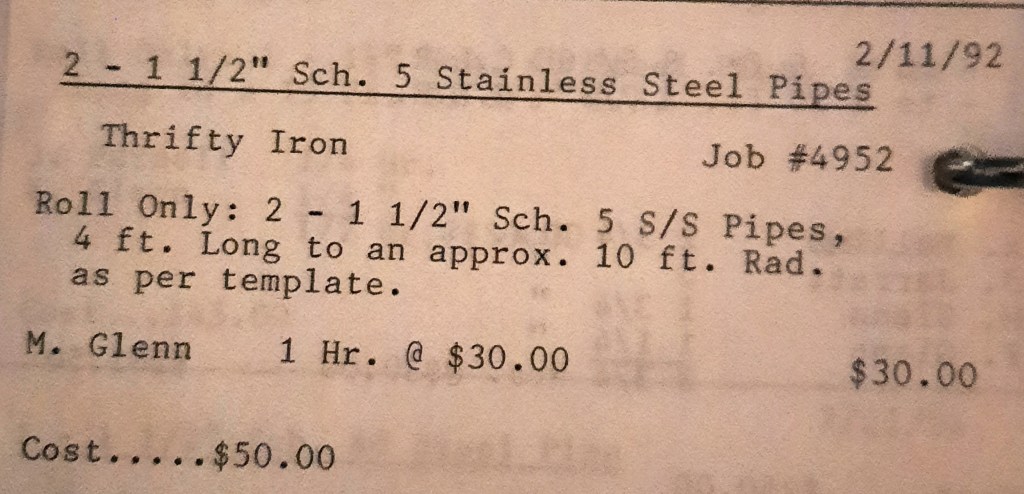 2/11/92
2 - 1 1/2" Sch. 5 Stainless Steel Pipes
Thrifty Iron Job #4952
Roll Only: 2 - 1 1/2" Sch. 5 S/S Pipes,
4 ft. Long to an approx. 10 ft. Rad.
as per template.
M. Glenn 1 Hr. @ $30.00 $30.00
Cost.....$50.00